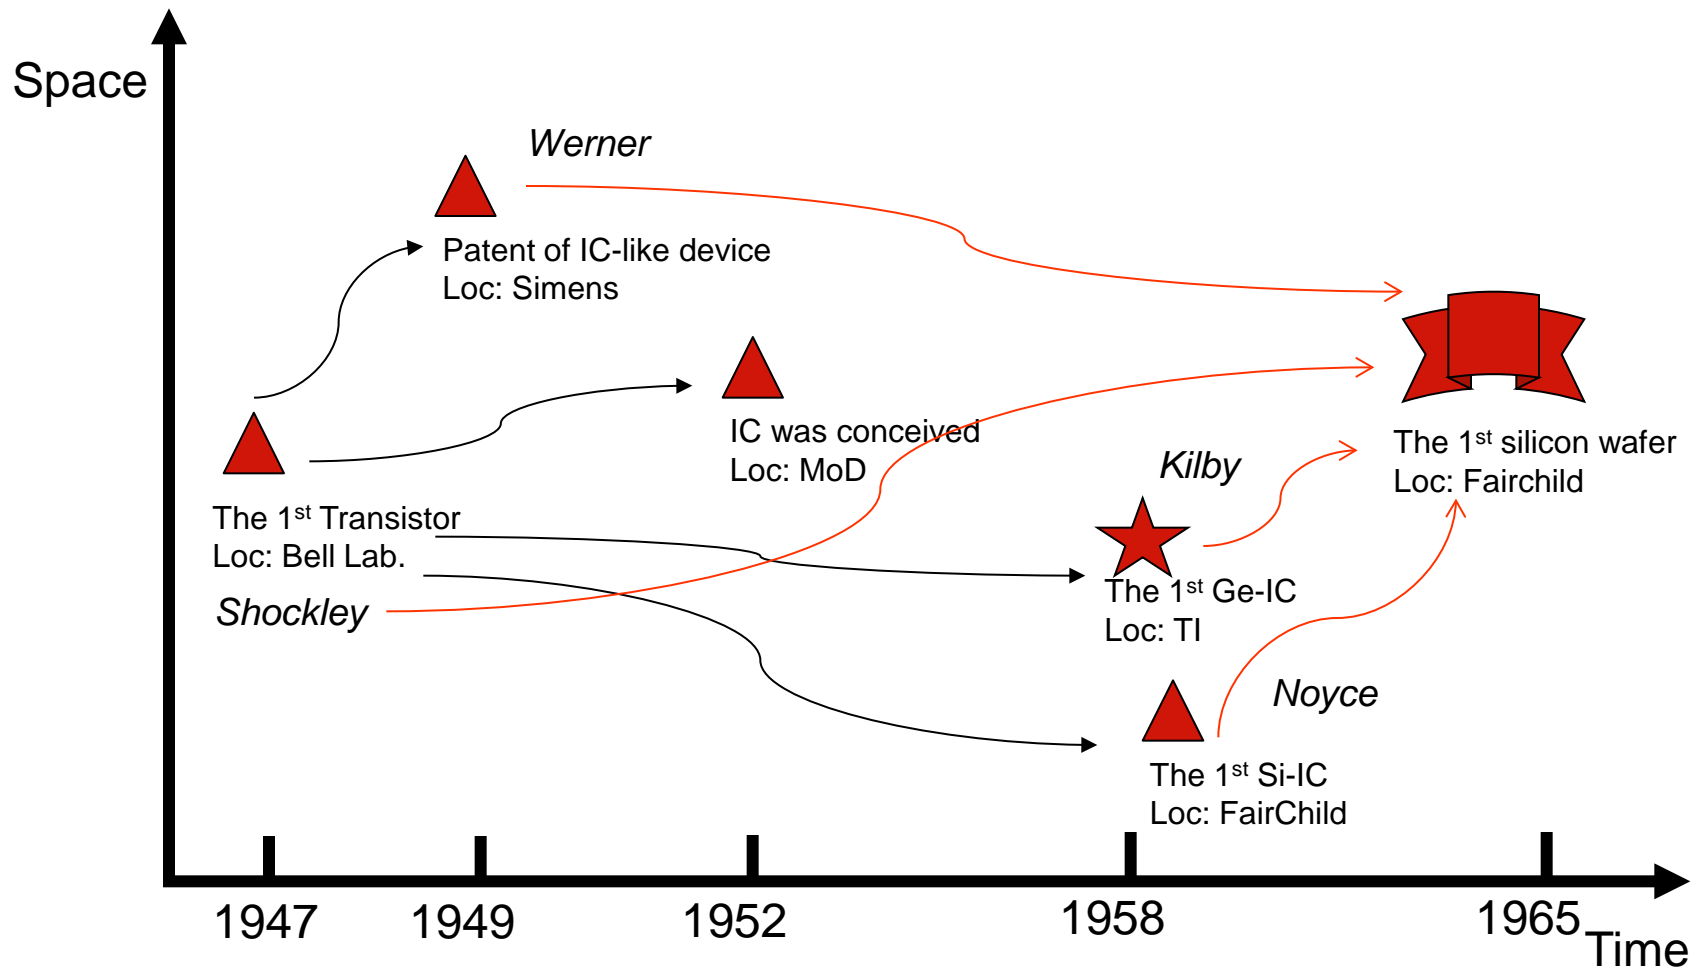 Space
Werner
Patent of IC-like device
Loc: Simens
IC was conceived
Loc: MoD
The 1st Transistor
Loc: Bell Lab.
Shockley
Kilby
The 1st silicon wafer
Loc: Fairchild
The 1st Ge-IC
Loc: TI
Noyce
The 1st Si-IC
Loc: FairChild
1947
1949
1952
1958
1965
Time